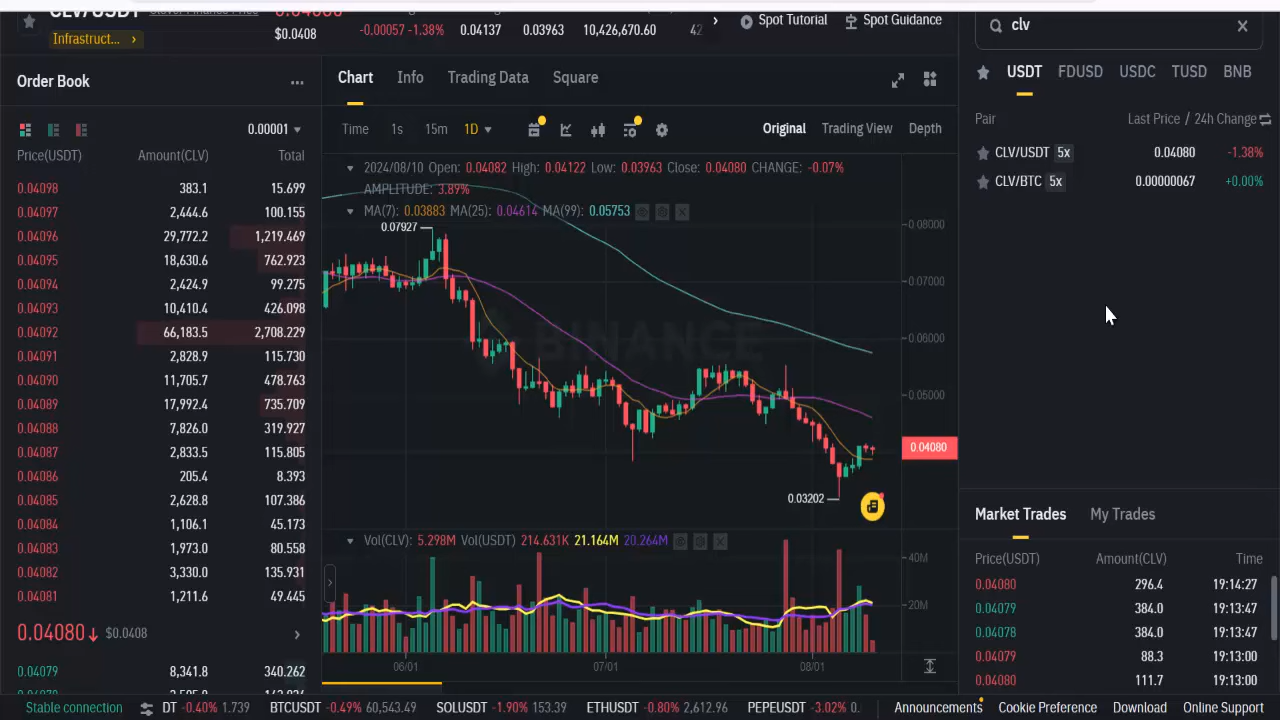 CLV/USDT
0.04080
Infrastruct... ›
$0.0408
-0.00057 -1.38%
0.04137
0.03963
10,426,670.60
42
Spot Tutorial
Spot Guidance
Order Book
...
0.00001
Price(USDT) Amount(CLV) Total
0.04098 383.1 15.699
0.04097 2,444.6 100.155
0.04096 29,772.2 1,219.469
0.04095 18,630.6 762.923
0.04094 2,424.9 99.275
0.04093 10,410.4 426.098
0.04092 66,183.5 2,708.229
0.04091 2,828.9 115.730
0.04090 11,705.7 478.763
0.04089 17,992.4 735.709
0.04088 7,826.0 319.927
0.04087 2,833.5 115.805
0.04086 205.4 8.393
0.04085 2,628.8 107.386
0.04084 1,106.1 45.173
0.04083 1,973.0 80.558
0.04082 3,330.0 135.931
0.04081 1,211.6 49.445
0.04080↓ $0.0408
0.04079 8,341.8 340.262
Chart Info Trading Data Square
Time 1s 15m 1D
Original Trading View Depth
2024/08/10 Open: 0.04082 High: 0.04122 Low: 0.03963 Close: 0.04080 CHANGE: -0.07%
AMPLITUDE: 3.89%
MA(7): 0.03883 MA(25): 0.04614 MA(99): 0.05753
0.07927
0.08000
0.07000
BINANCE
0.06000
0.05000
0.04080
0.03202
Vol(CLV): 5.298M Vol(USDT) 214.631K 21.164M 20.264M
40M
20M
06/01 07/01 08/01
clv
USDT FDUSD USDC TUSD BNB
Pair Last Price / 24h Change
CLV/USDT 5x 0.04080 -1.38%
CLV/BTC 5x 0.00000067 +0.00%
Market Trades My Trades
Price(USDT) Amount(CLV) Time
0.04080 296.4 19:14:27
0.04079 384.0 19:13:47
0.04078 384.0 19:13:47
0.04079 88.3 19:13:00
0.04080 111.7 19:13:00
Stable connection
DT -0.40% 1.739 BTCUSDT -0.49% 60,543.49 SOLUSDT -1.90% 153.39 ETHUSDT -0.80% 2,612.96 PEPEUSDT -3.02% 0.
Announcements Cookie Preference Download Online Support